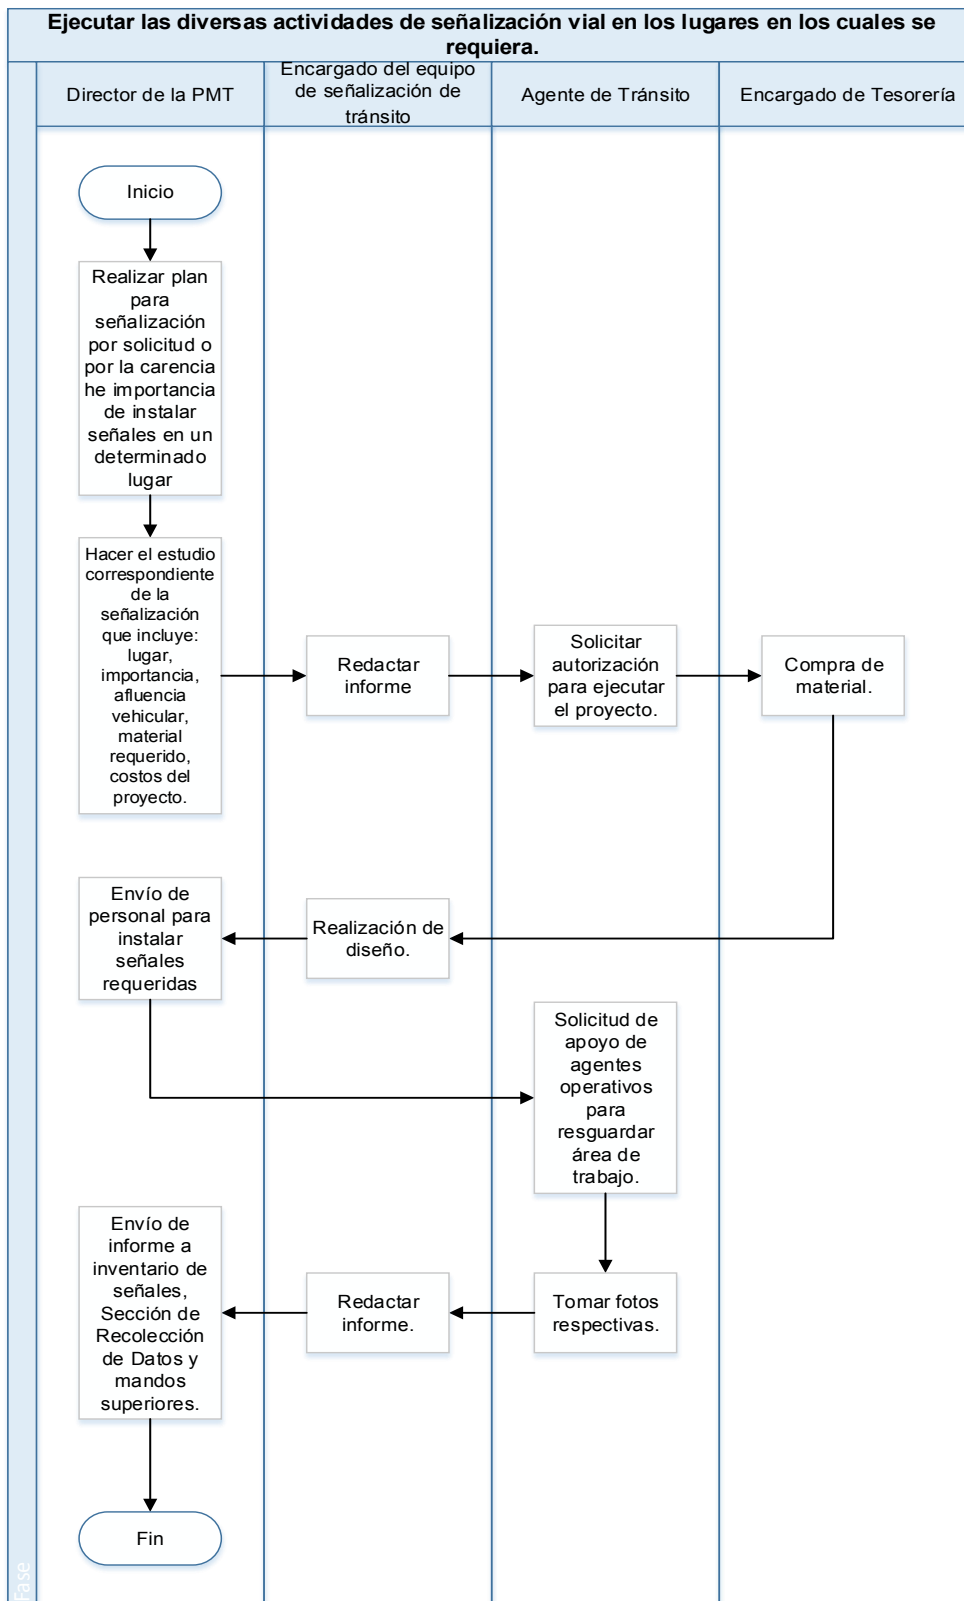 Ejecutar las diversas actividades de señalización vial en los lugares en los cuales se
requiera.
Director de la PMT
Encargado del equipo
de señalización de
tránsito
Agente de Tránsito
Encargado de Tesorería
Inicio
Realizar plan
para
señalización
por solicitud o
por la carencia
he importancia
de instalar
señales en un
determinado
lugar
Hacer el estudio
correspondiente
de la
señalización
que incluye:
lugar,
importancia,
afluencia
vehicular,
material
requerido,
costos del
proyecto.
Redactar
informe
Solicitar
autorización
para ejecutar
el proyecto.
Compra de
material.
Envío de
personal para
instalar
señales
requeridas
Realización de
diseño.
Solicitud de
apoyo de
agentes
operativos
para
resguardar
área de
trabajo.
Envío de
informe a
inventario de
señales,
Sección de
Recolección
de Datos y
mandos
superiores.
Redactar
informe.
Tomar fotos
respectivas.
Fin
Fase